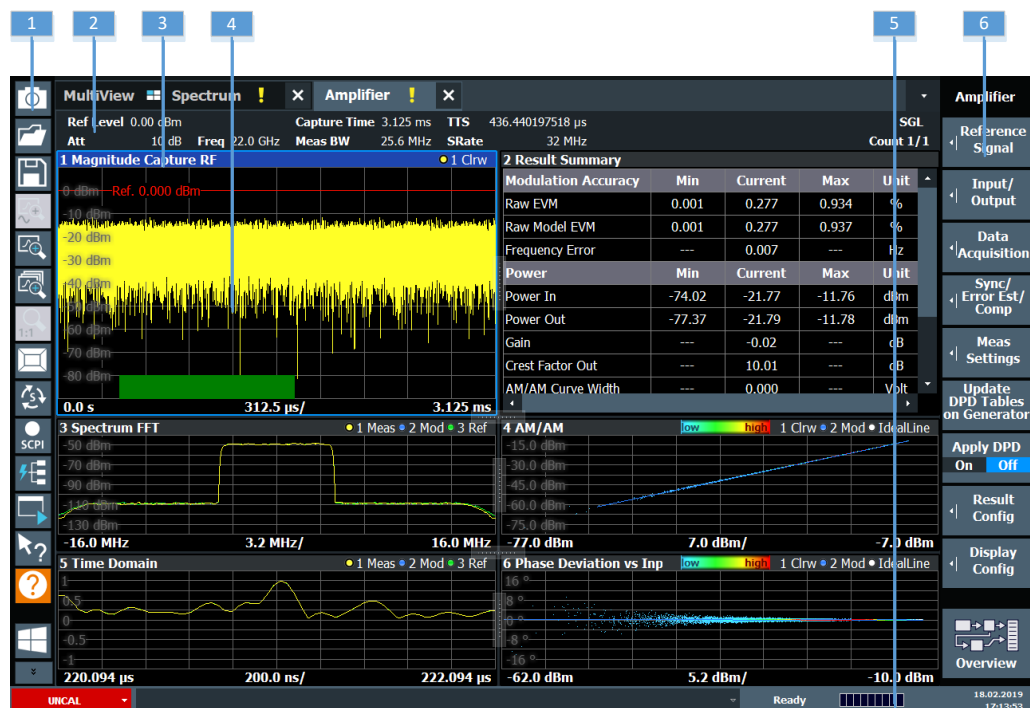 1 2 3 4 5 6
MultiView Spectrum ! X Amplifier ! X
Ref Level 0.00 dBm Capture Time 3.125 ms TTS 436.440197518 µs SGL
Att 10 dB Freq 22.0 GHz Meas BW 25.6 MHz SRate 32 MHz Count 1/1
1 Magnitude Capture RF 1 Clrw
0 dBm Ref. 0.000 dBm
-10 dBm
-20 dBm
-30 dBm
-40 dBm
-50 dBm
-60 dBm
-70 dBm
-80 dBm
0.0 s 312.5 µs/ 3.125 ms
2 Result Summary
Modulation Accuracy Min Current Max Unit
Raw EVM 0.001 0.277 0.934 %
Raw Model EVM 0.001 0.277 0.937 %
Frequency Error --- 0.007 --- Hz
Power Min Current Max Unit
Power In -74.02 -21.77 -11.76 dBm
Power Out -77.37 -21.79 -11.78 dBm
Gain --- -0.02 --- dB
Crest Factor Out --- 10.01 --- dB
AM/AM Curve Width --- 0.000 --- Volt
3 Spectrum FFT 1 Meas 2 Mod 3 Ref
-50 dBm
-70 dBm
-90 dBm
-110 dBm
-130 dBm
-16.0 MHz 3.2 MHz/ 16.0 MHz
4 AM/AM low high 1 Clrw 2 Mod IdealLine
-15.0 dBm
-30.0 dBm
-45.0 dBm
-60.0 dBm
-75.0 dBm
-77.0 dBm 7.0 dBm/ -7.0 dBm
5 Time Domain 1 Meas 2 Mod 3 Ref
1
0.5
0
-0.5
-1
220.094 µs 200.0 ns/ 222.094 µs
6 Phase Deviation vs Inp low high 1 Clrw 2 Mod IdealLine
16 °
8 °
0 °
-8 °
-16 °
-62.0 dBm 5.2 dBm/ -10.0 dBm
1:1
S
SCPI
?
?
Amplifier
Reference
Signal
Input/
Output
Data
Acquisition
Sync/
Error Est/
Comp
Meas
Settings
Update
DPD Tables
on Generator
Apply DPD
On Off
Result
Config
Display
Config
Overview
UNCAL Ready
18.02.2019
17:13:53